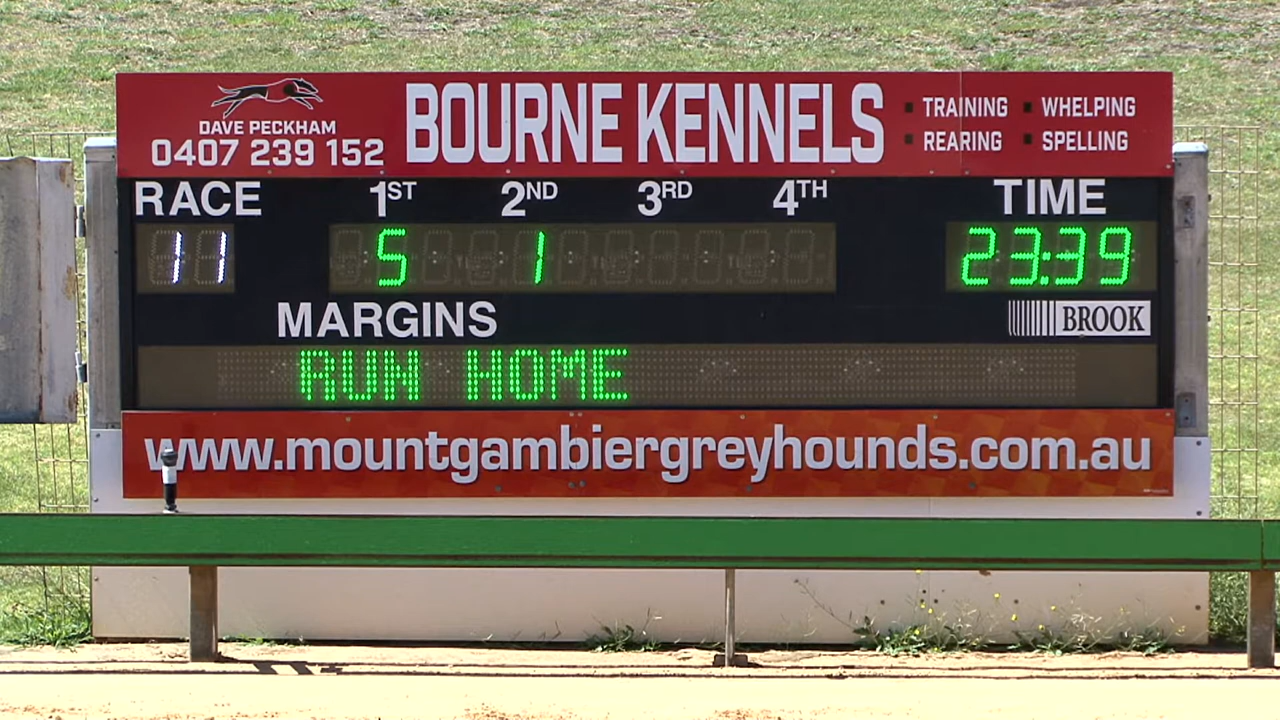 DAVE PECKHAM
0407 239 152
BOURNE KENNELS
TRAINING WHELPING
REARING SPELLING
RACE 1ST 2ND 3RD 4TH TIME
11 5 1 23:39
MARGINS
BROOK
RUN HOME
www.mountgambiergreyhounds.com.au